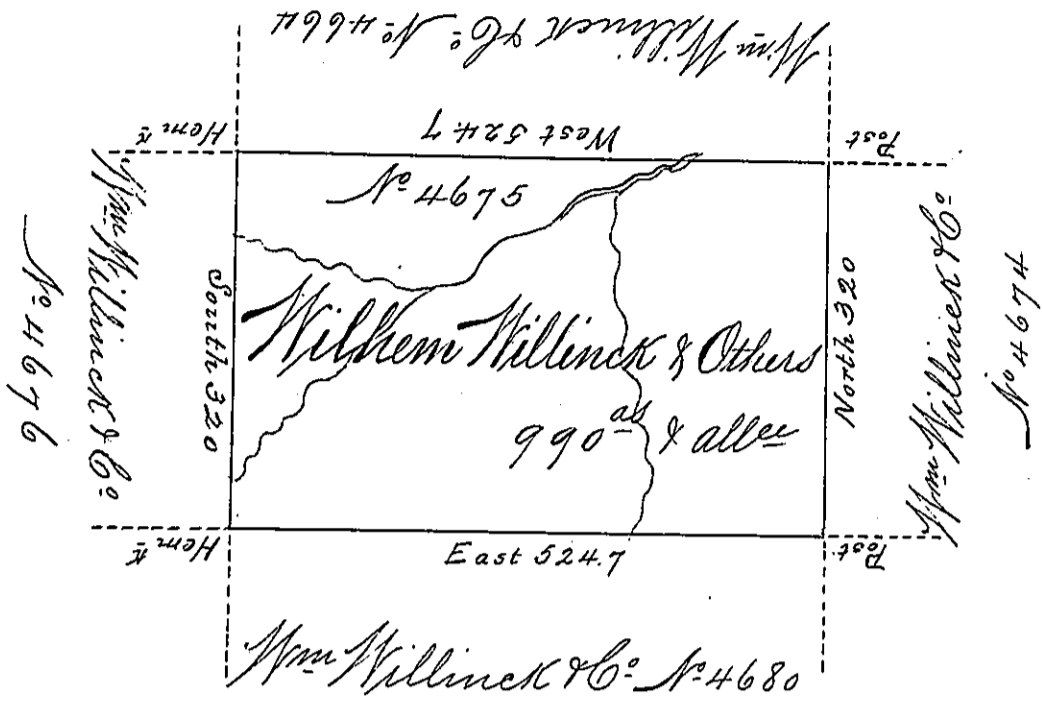 Wm Willinck & Co No 4664
West 524.7
Hem k
Post
No 4675
Wm Willinck & Co
No 4676
South 320
Wilhem Willinck & Others
990 as & allce
North 320
Wm Willinck & Co
No 4674
Hem k
Post
East 524.7
Wm Willinck & Co No 4680